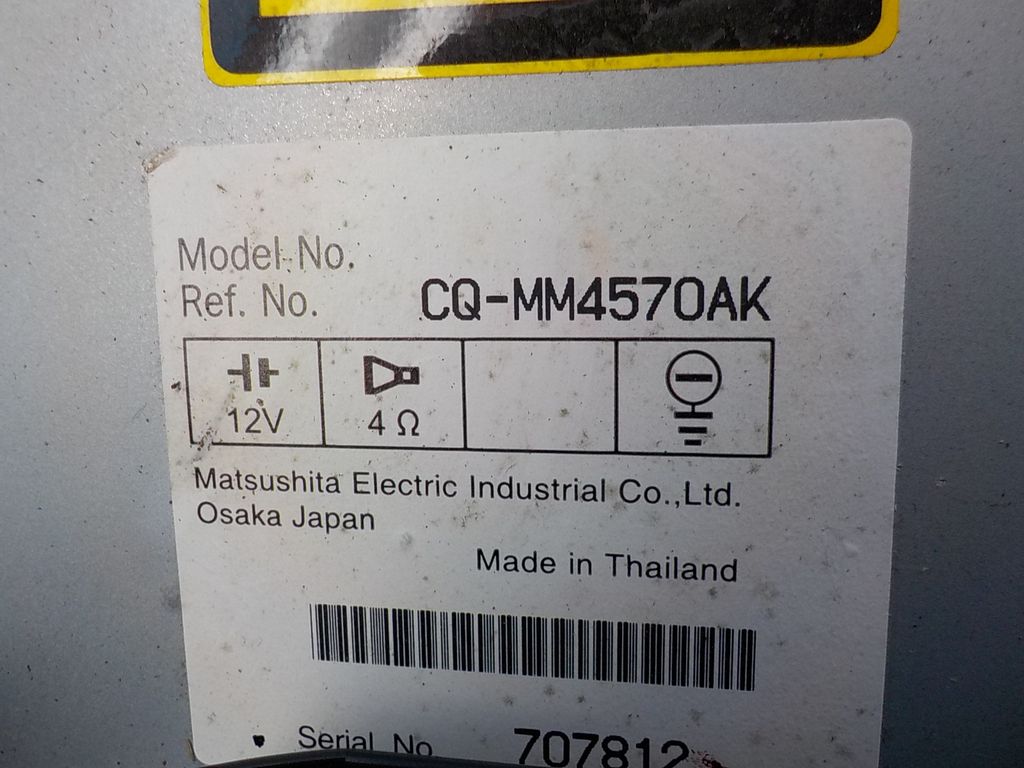 Model No.
Ref. No. CQ-MM4570AK
12V 4 Ω
Matsushita Electric Industrial Co.,Ltd.
Osaka Japan
Made in Thailand
Serial No. 707812